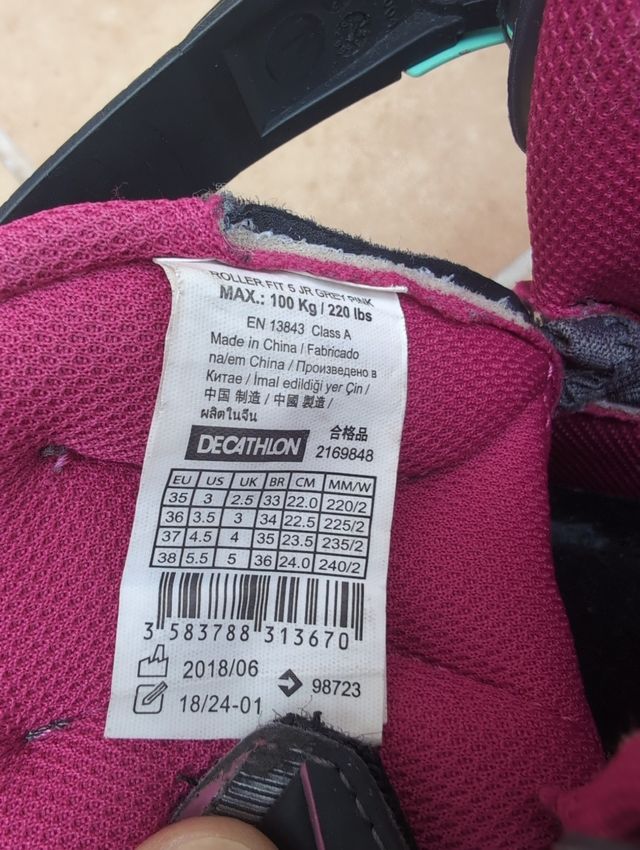 ROLLER FIT 5 JR GREY PINK
MAX.: 100 Kg / 220 lbs
EN 13843 Class A
Made in China / Fabricado
na/em China / Произведено в
Китае / İmal edildiği yer Çin /
中国 制造 / 中國 製造 /
ผลิตในจีน
DECATHLON 合格品 2169848
EU US UK BR CM MM/W
35 3 2.5 33 22.0 220/2
36 3.5 3 34 22.5 225/2
37 4.5 4 35 23.5 235/2
38 5.5 5 36 24.0 240/2
3 583788 313670
2018/06
18/24-01 98723